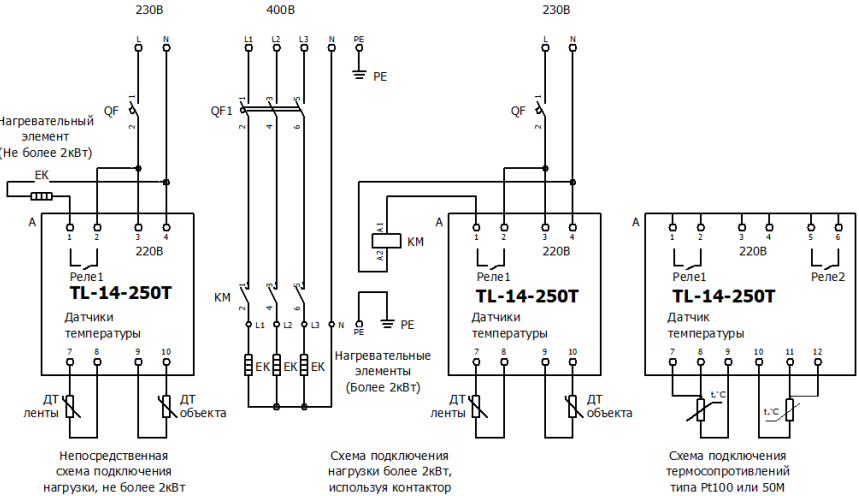 230В
400В
230В
L
N
L1
L2
L3
N
PE
L
N
PE
QF
1
2
QF1
1
3
5
2
4
6
QF
1
2
Нагревательный
элемент
(Не более 2кВт)
EK
A
1
2
3
4
220В
Реле1
TL-14-250T
Датчики
температуры
7
8
9
10
ДТ
ленты
ДТ
объекта
Непосредственная
схема подключения
нагрузки, не более 2кВт
KM
2
4
6
L1
L2
L3
N
PE
PE
EK
EK
EK
Нагревательные
элементы
(Более 2кВт)
A1
A2
KM
A
1
2
3
4
220В
Реле1
TL-14-250T
Датчики
температуры
7
8
9
10
ДТ
ленты
ДТ
объекта
Схема подключения
нагрузки более 2кВт,
используя контактор
A
1
2
3
4
5
6
220В
Реле1
Реле2
TL-14-250T
Датчик
температуры
7
8
9
10
11
12
t,°C
t,°C
Схема подключения
термосопротивлений
типа Pt100 или 50М